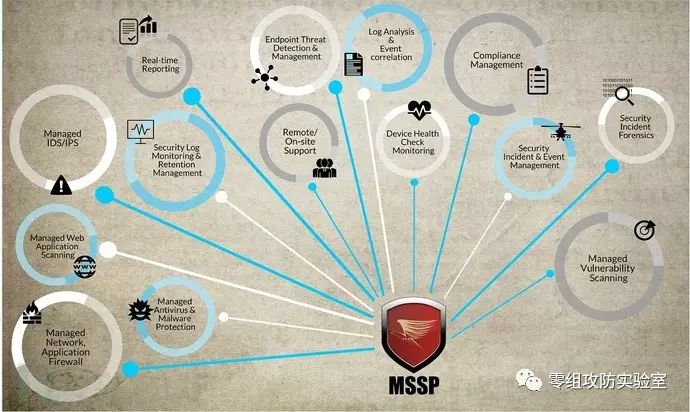 Real-time
Reporting
Endpoint Threat
Detection &
Management
Log Analysis
&
Event
correlation
Compliance
Management
Managed
IDS/IPS
Security Log
Monitoring &
Retention
Management
Remote/
On-site
Support
Device Health
Check
Monitoring
Security
Incident & Event
Management
1010001101011
Security
Incident
Forensics
Managed Web
Application
Scanning
WWW
Managed
Vulnerability
Scanning
Managed
Network,
Application
Firewall
Managed
Antivirus &
Malware
Protection
MSSP
零组攻防实验室